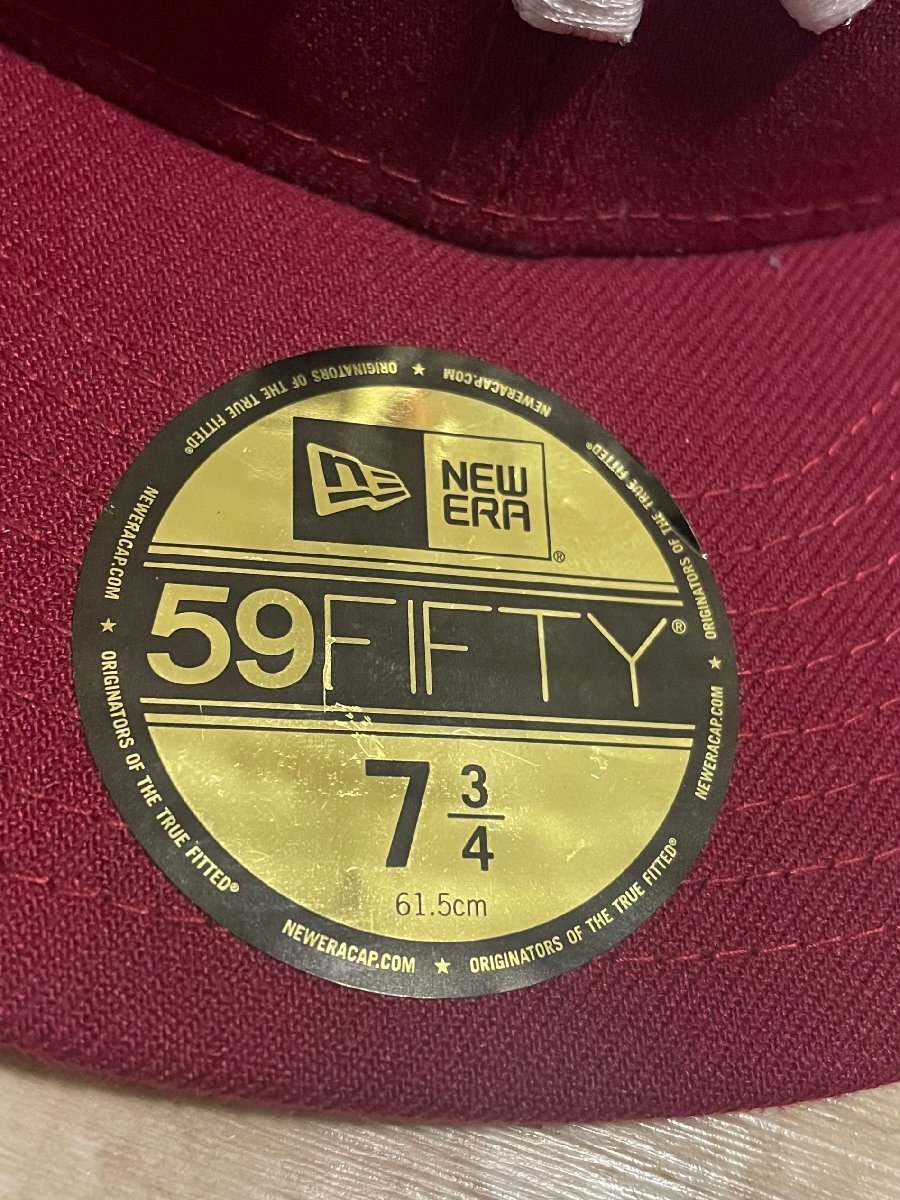 NEW
ERA®
59FIFTY®
7 3/4
61.5cm
NEWERACAP.COM ★ ORIGINATORS OF THE TRUE FITTED®
NEWERACAP.COM ★ ORIGINATORS OF THE TRUE FITTED®
NEWERACAP.COM ★ ORIGINATORS OF THE TRUE FITTED®
NEWERACAP.COM ★ ORIGINATORS OF THE TRUE FITTED®